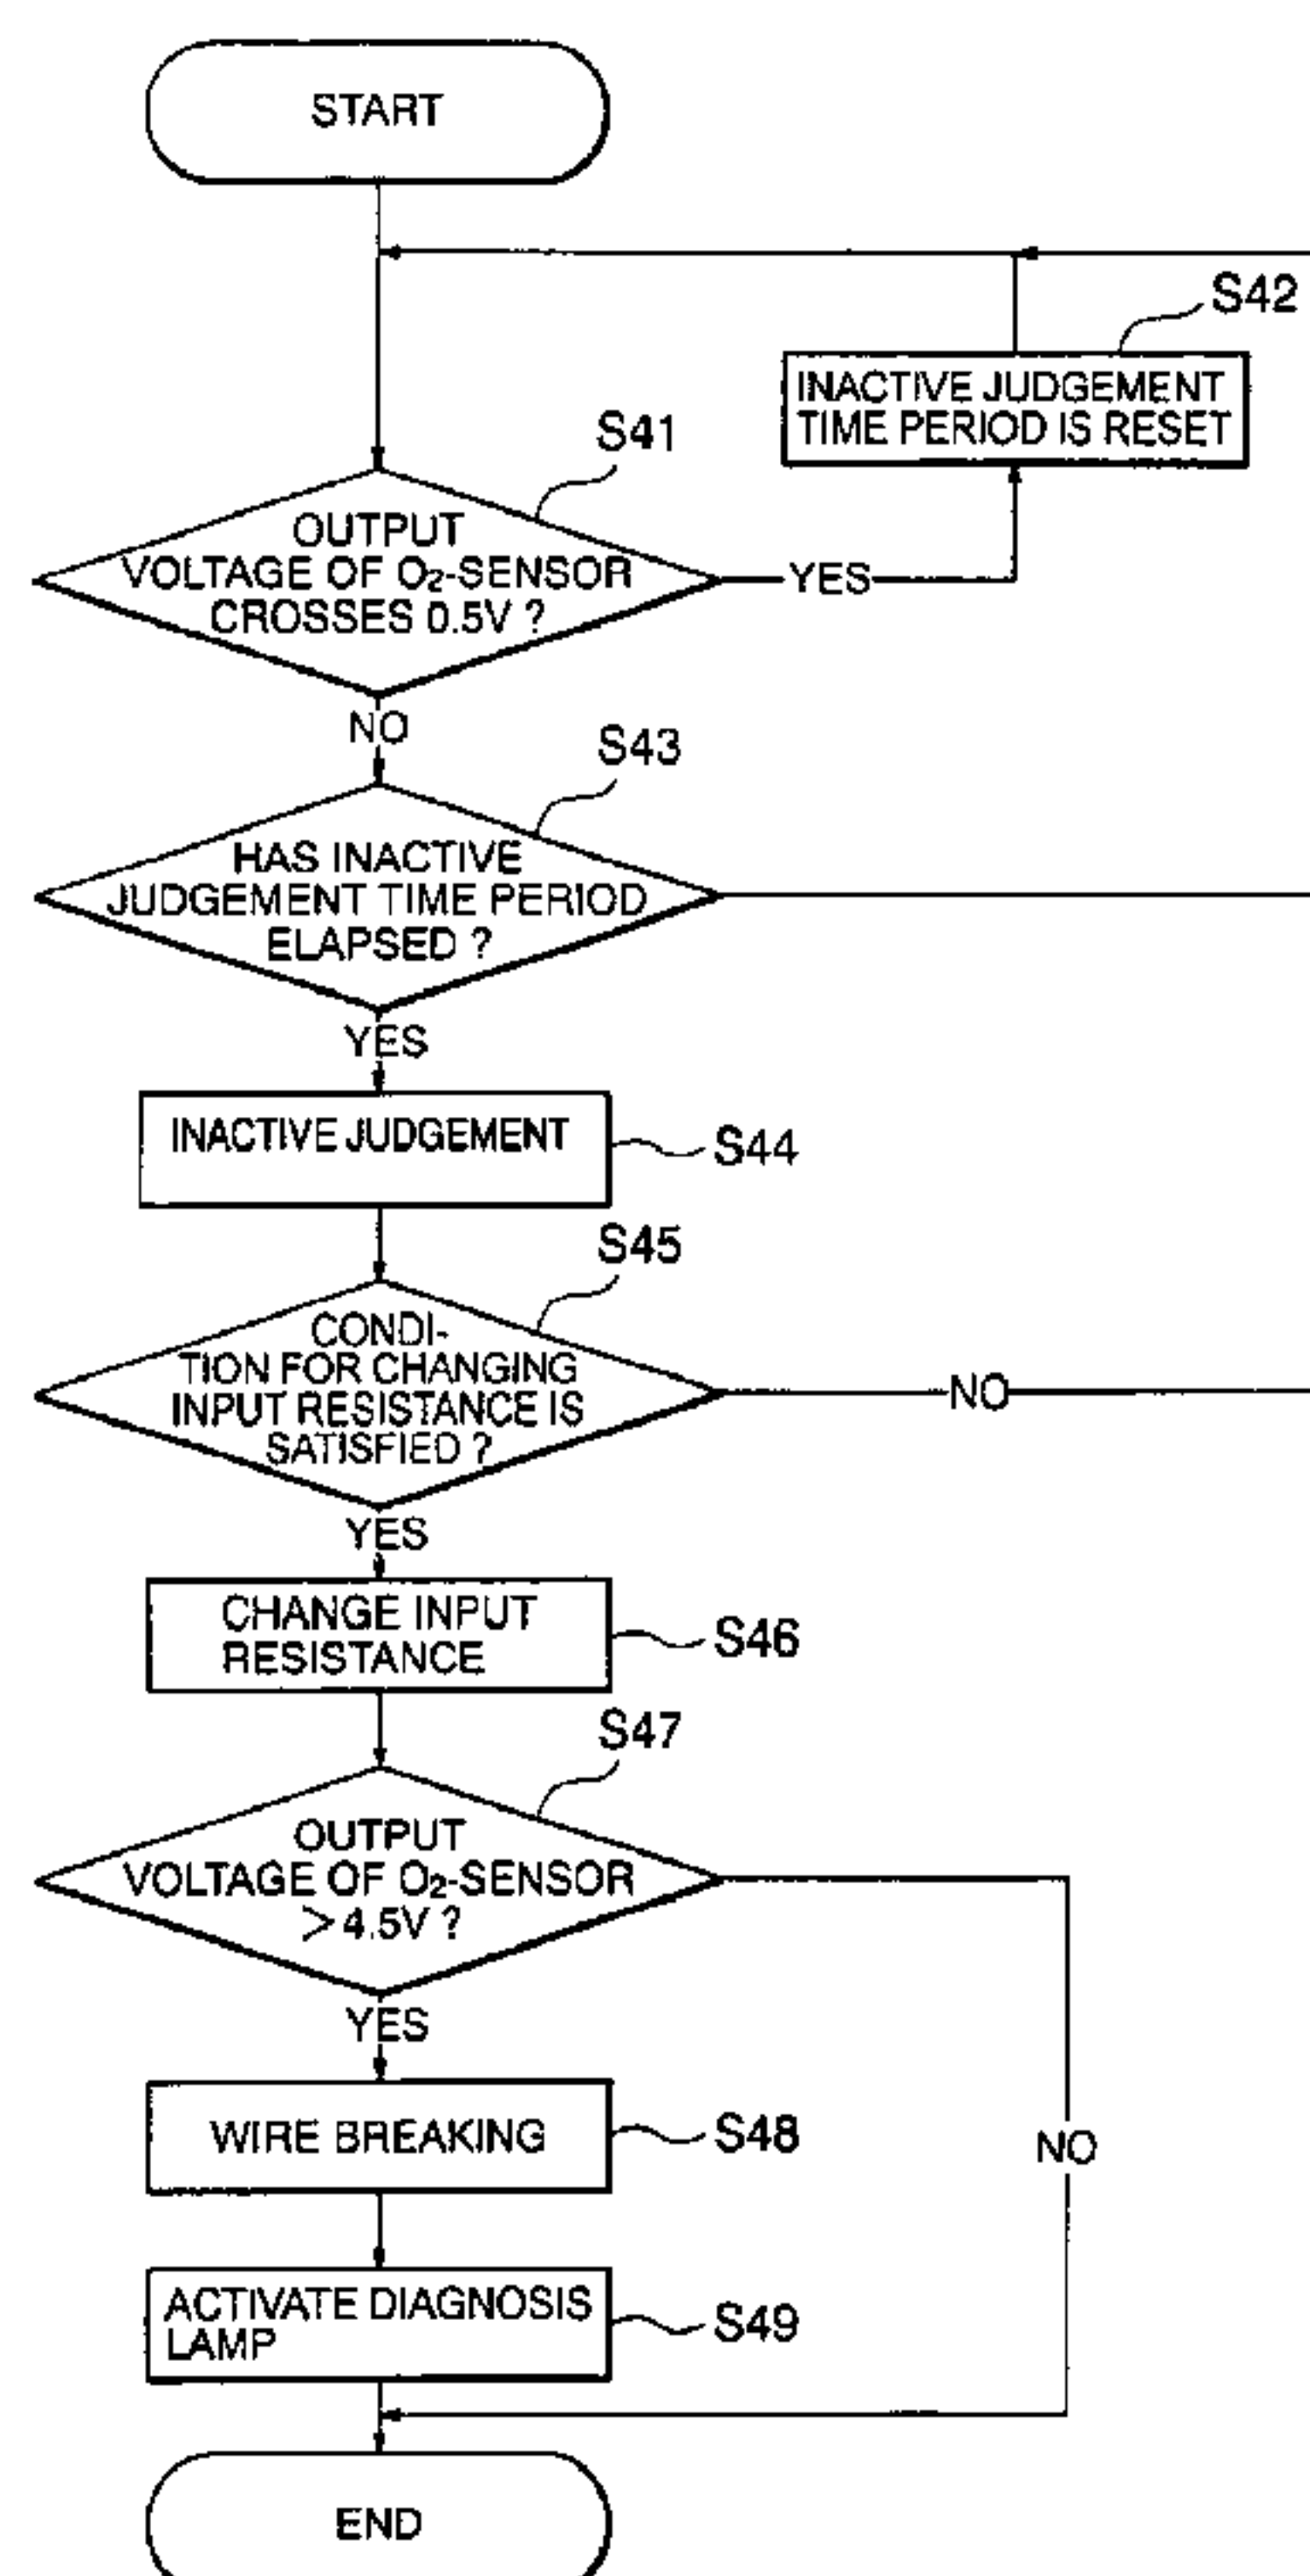 START
S42
INACTIVE JUDGEMENT
TIME PERIOD IS RESET
S41
OUTPUT
VOLTAGE OF O₂-SENSOR
CROSSES 0.5V ?
YES
NO
S43
HAS INACTIVE
JUDGEMENT TIME PERIOD
ELAPSED ?
YES
INACTIVE JUDGEMENT
S44
S45
CONDI-
TION FOR CHANGING
INPUT RESISTANCE IS
SATISFIED ?
NO
YES
CHANGE INPUT
RESISTANCE
S46
S47
OUTPUT
VOLTAGE OF O₂-SENSOR
> 4.5V ?
YES
WIRE BREAKING
S48
NO
ACTIVATE DIAGNOSIS
LAMP
S49
END